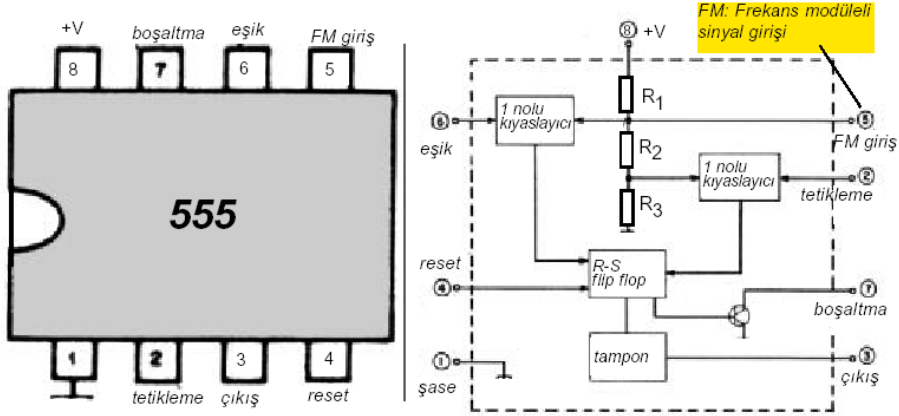 +V
boşaltma
eşik
FM giriş
8
7
6
5
555
1
2
3
4
tetikleme
çıkış
reset
FM: Frekans modüleli
sinyal girişi
8
+V
R1
1 nolu
kıyaslayıcı
6
eşik
5
FM giriş
R2
1 nolu
kıyaslayıcı
2
tetikleme
R3
reset
4
R-S
flip flop
7
boşaltma
tampon
3
çıkış
1
şase